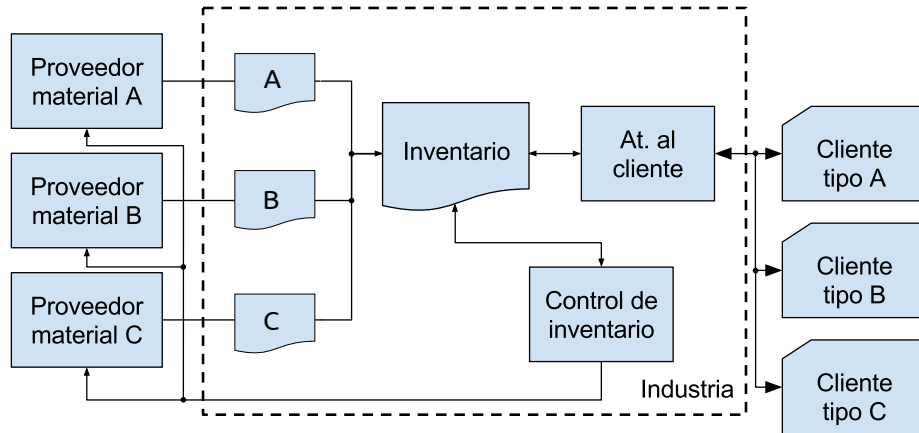 Proveedor
material A
A
Proveedor
material B
B
Proveedor
material C
C
Inventario
At. al
cliente
Control de
inventario
Industria
Cliente
tipo A
Cliente
tipo B
Cliente
tipo C